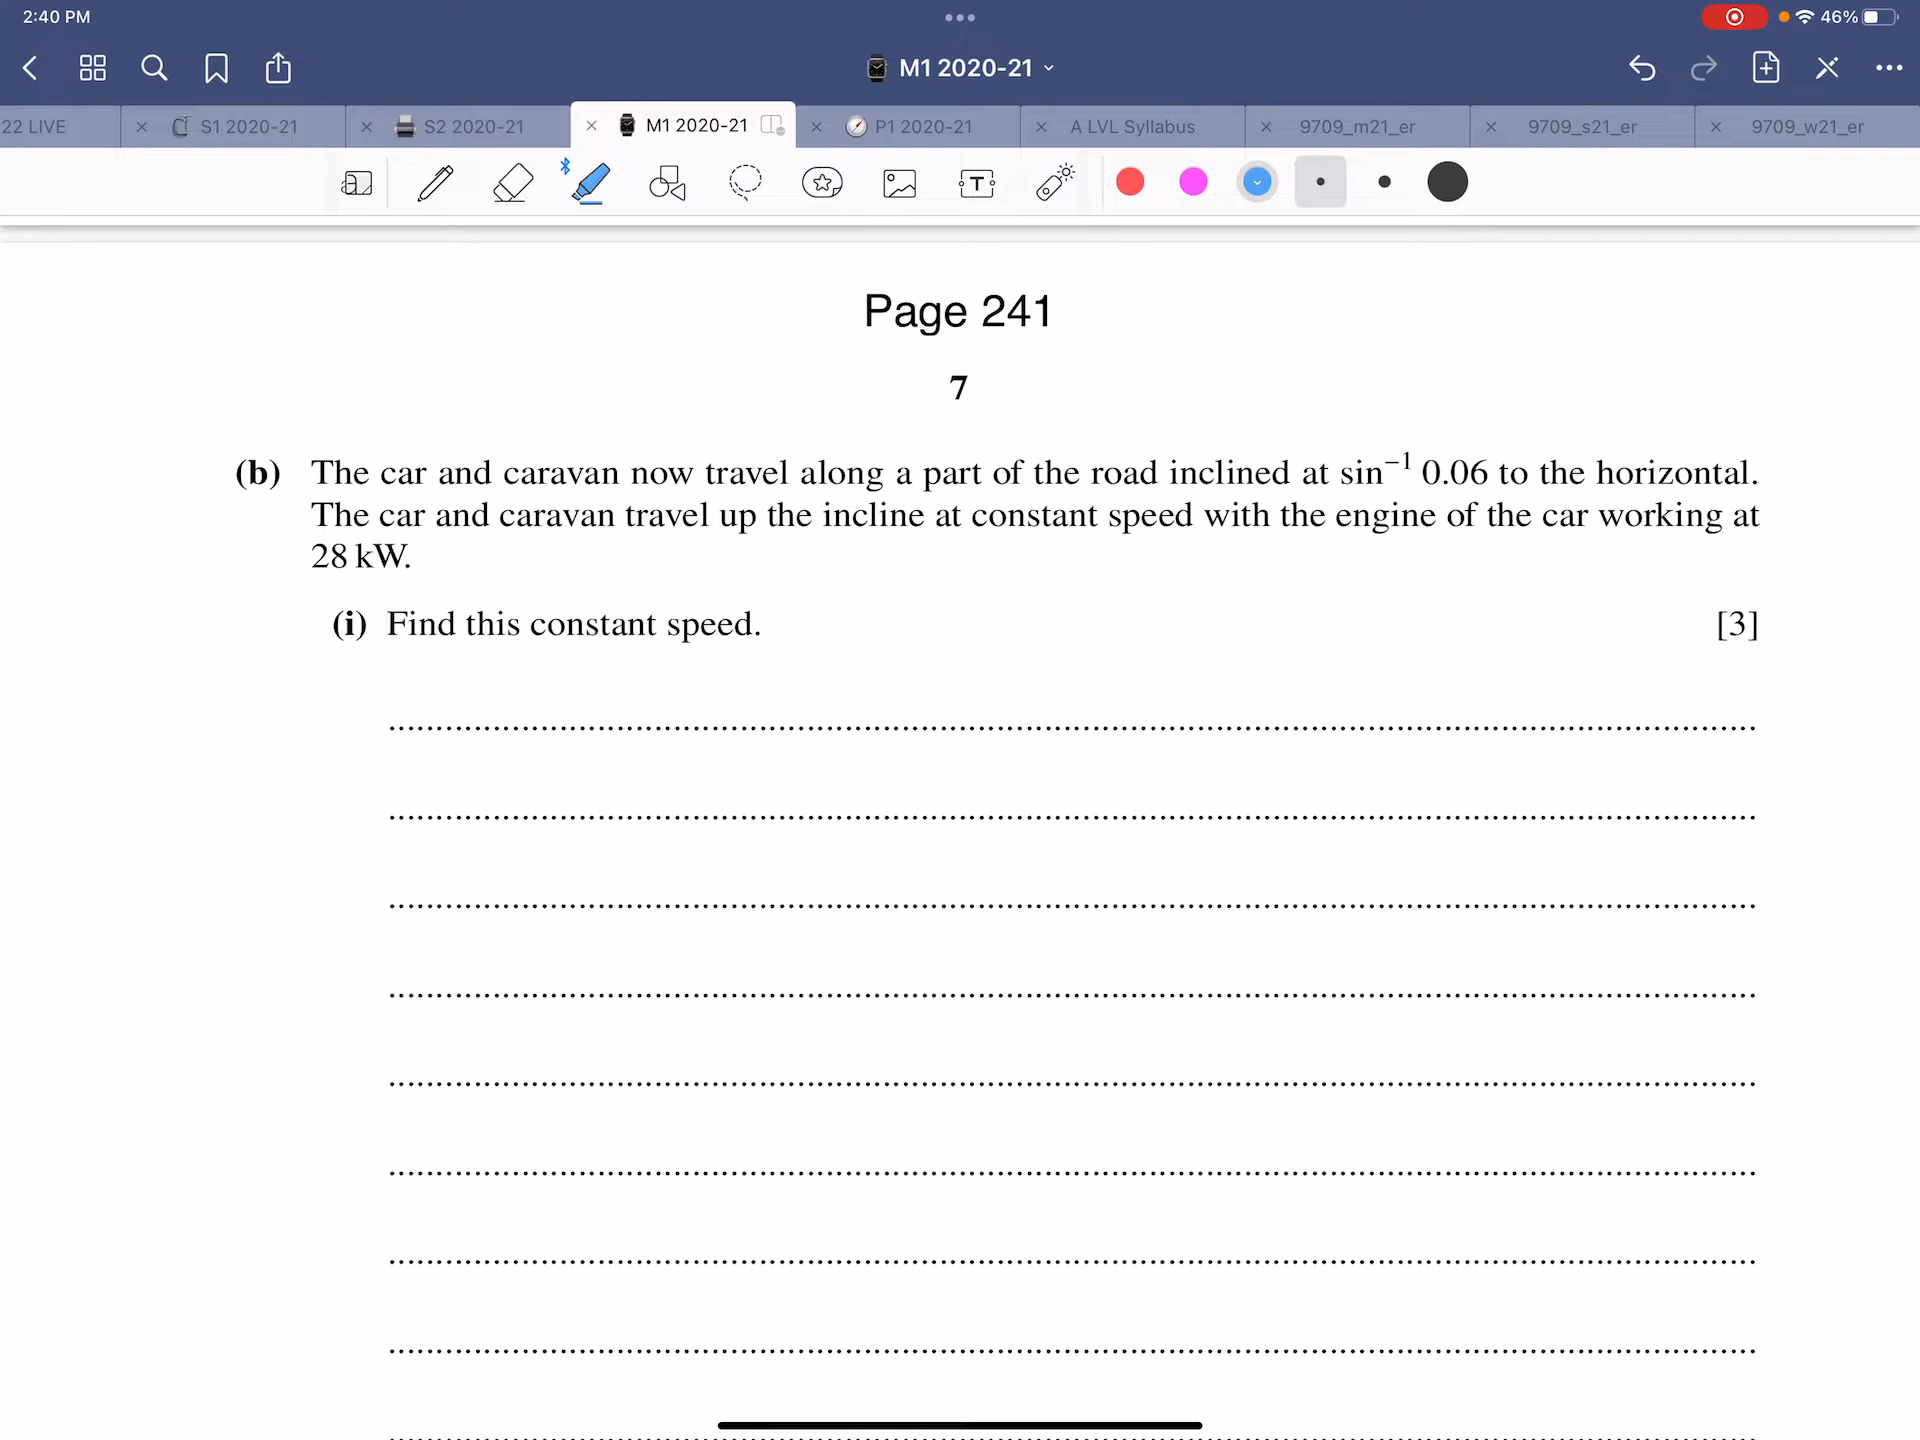 2:40 PM
46%
M1 2020-21
22 LIVE
S1 2020-21
S2 2020-21
M1 2020-21
P1 2020-21
A LVL Syllabus
9709_m21_er
9709_s21_er
9709_w21_er
Page 241
7
(b) The car and caravan now travel along a part of the road inclined at sin⁻¹ 0.06 to the horizontal.
The car and caravan travel up the incline at constant speed with the engine of the car working at
28 kW.
(i) Find this constant speed. [3]